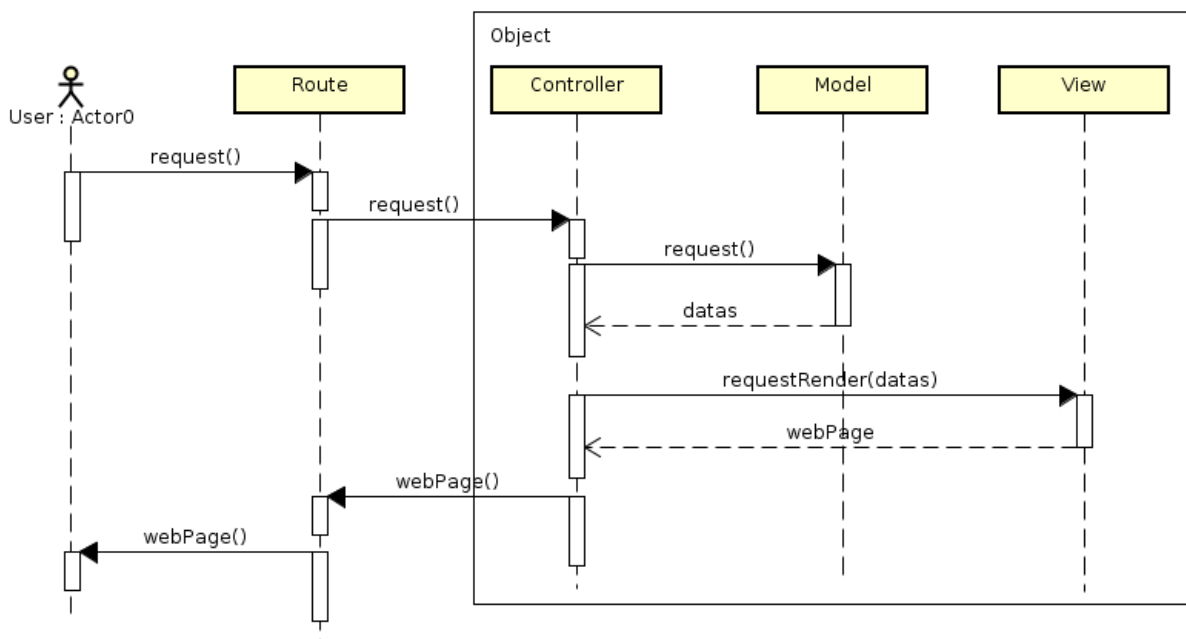 Object
Route
Controller
Model
View
User : Actor0
request()
request()
request()
datas
requestRender(datas)
webPage
webPage()
webPage()